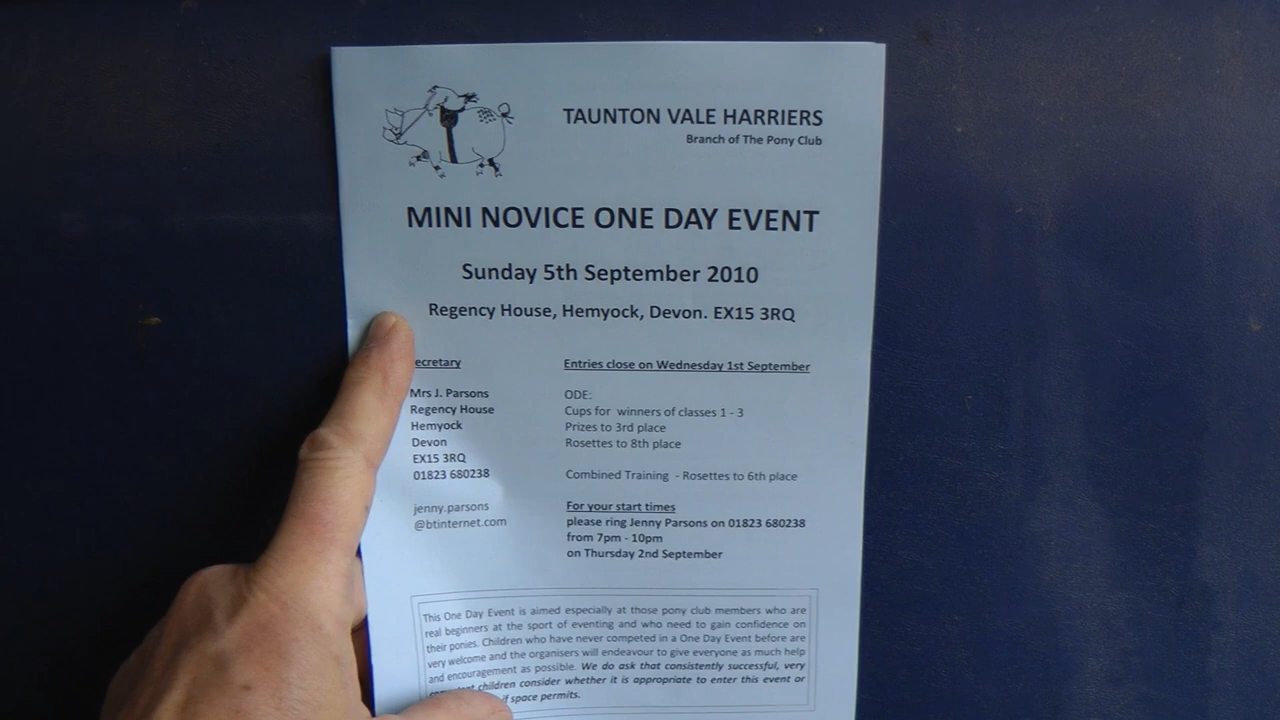 TAUNTON VALE HARRIERS
Branch of The Pony Club
MINI NOVICE ONE DAY EVENT
Sunday 5th September 2010
Regency House, Hemyock, Devon. EX15 3RQ
ecretary
Mrs J. Parsons
Regency House
Hemyock
Devon
EX15 3RQ
01823 680238
jenny.parsons
@btinternet.com
Entries close on Wednesday 1st September
ODE:
Cups for winners of classes 1 - 3
Prizes to 3rd place
Rosettes to 8th place
Combined Training - Rosettes to 6th place
For your start times
please ring Jenny Parsons on 01823 680238
from 7pm - 10pm
on Thursday 2nd September
This One Day Event is aimed especially at those pony club members who are
real beginners at the sport of eventing and who need to gain confidence on
their ponies. Children who have never competed in a One Day Event before are
very welcome and the organisers will endeavour to give everyone as much help
and encouragement as possible. We do ask that consistently successful, very
children consider whether it is appropriate to enter this event or
if space permits.